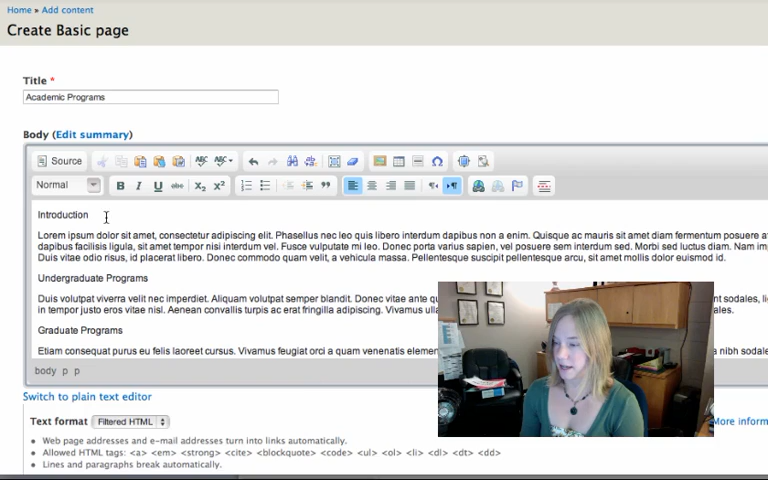 Home » Add content
Create Basic page
Title *
Academic Programs
Body (Edit summary)
Source
Normal
B I U abc X₂ X²
Introduction
Lorem ipsum dolor sit amet, consectetur adipiscing elit. Phasellus nec leo quis libero interdum dapibus non a enim. Quisque ac mauris sit amet diam fermentum posuere
dapibus facilisis ligula, sit amet tempor nisi interdum vel. Fusce vulputate mi leo. Donec porta varius sapien, vel posuere sem interdum sed. Morbi sed luctus diam. Nam
Duis vitae odio risus, id placerat libero. Donec commodo quam velit, a vehicula massa. Pellentesque suscipit pellentesque arcu, sit amet mollis dolor euismod id.
Undergraduate Programs
Duis volutpat viverra velit nec imperdiet. Aliquam volutpat semper blandit. Donec vitae ante
in tempor justo eros vitae nisl. Aenean convallis turpis ac erat fringilla adipiscing. Vivamus
Graduate Programs
Etiam consequat purus eu felis laoreet cursus. Vivamus feugiat orci a quam venenatis a nibh
body p p
Switch to plain text editor
Text format Filtered HTML
More
Web page addresses and e-mail addresses turn into links automatically.
Allowed HTML tags: <a> <em> <strong> <cite> <blockquote> <code> <ul> <ol> <li> <dl> <dt> <dd>
Lines and paragraphs break automatically.